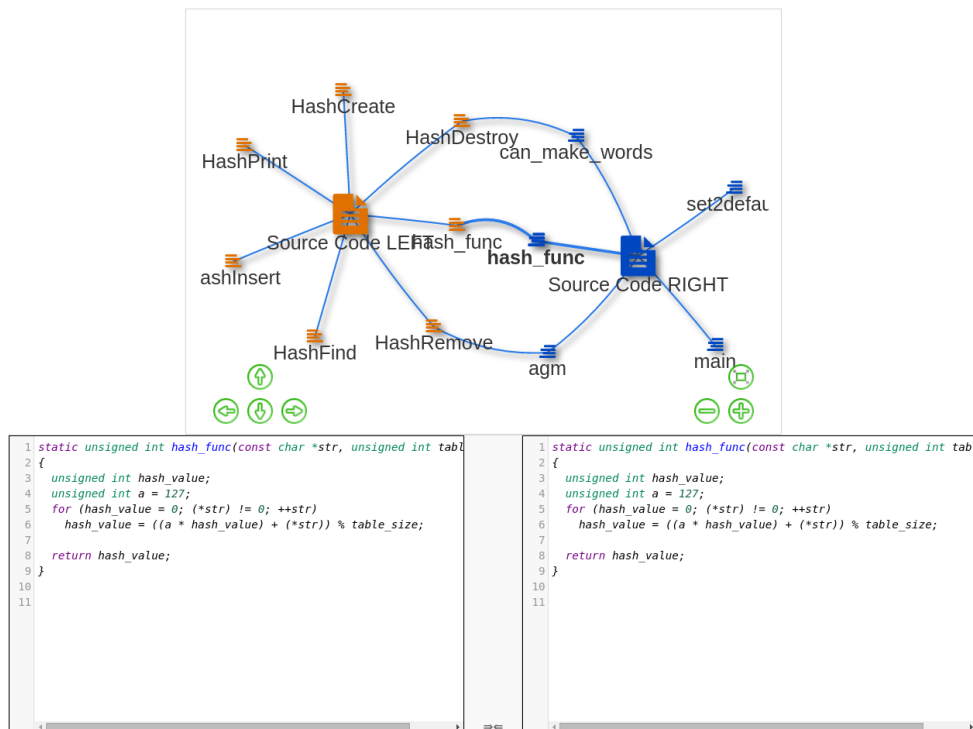 HashCreate
HashDestroy
can_make_words
HashPrint
set2defau
Source Code LEFT
hash_func
hash_func
ashInsert
Source Code RIGHT
HashFind
HashRemove
agm
main
1 static unsigned int hash_func(const char *str, unsigned int tabl
2 {
3 unsigned int hash_value;
4 unsigned int a = 127;
5 for (hash_value = 0; (*str) != 0; ++str)
6 hash_value = ((a * hash_value) + (*str)) % table_size;
7
8 return hash_value;
9 }
10
11
1 static unsigned int hash_func(const char *str, unsigned int tab
2 {
3 unsigned int hash_value;
4 unsigned int a = 127;
5 for (hash_value = 0; (*str) != 0; ++str)
6 hash_value = ((a * hash_value) + (*str)) % table_size;
7
8 return hash_value;
9 }
10
11